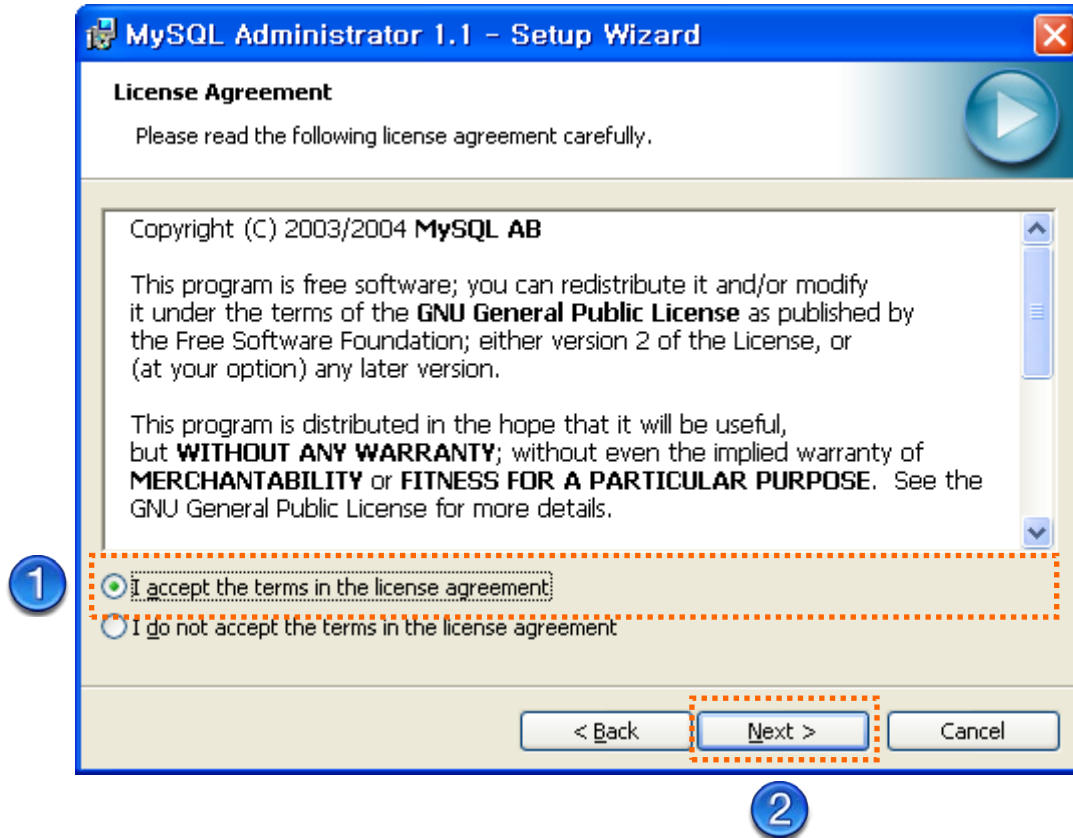 MySQL Administrator 1.1 - Setup Wizard
License Agreement
Please read the following license agreement carefully.
Copyright (C) 2003/2004 MySQL AB
This program is free software; you can redistribute it and/or modify
it under the terms of the GNU General Public License as published by
the Free Software Foundation; either version 2 of the License, or
(at your option) any later version.
This program is distributed in the hope that it will be useful,
but WITHOUT ANY WARRANTY; without even the implied warranty of
MERCHANTABILITY or FITNESS FOR A PARTICULAR PURPOSE.  See the
GNU General Public License for more details.
1
I accept the terms in the license agreement
I do not accept the terms in the license agreement
< Back
Next >
Cancel
2